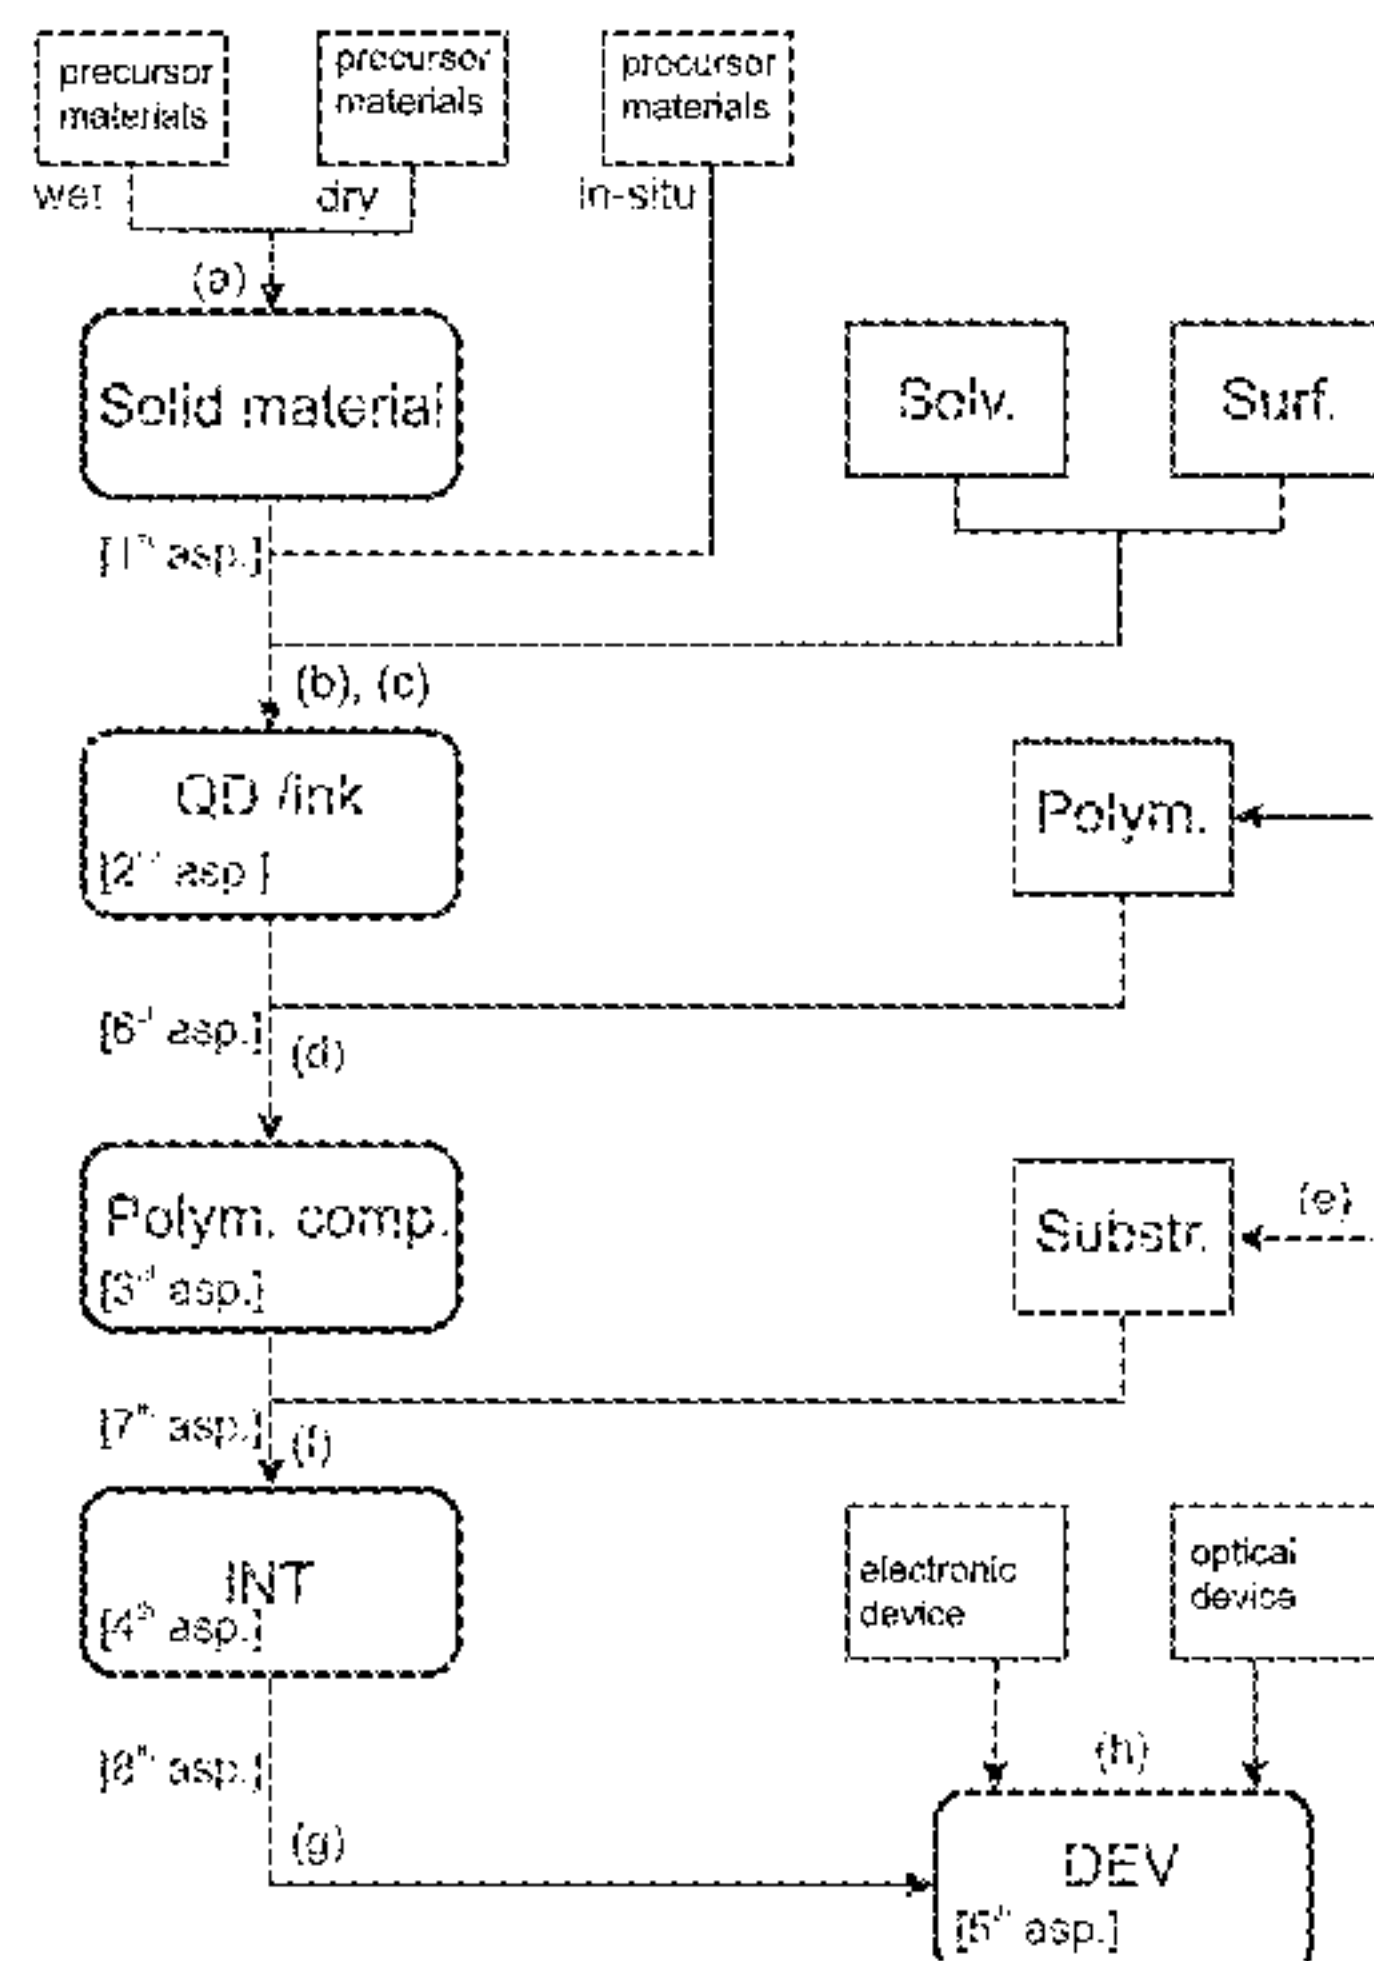 precursor
materials
precursor
materials
precursor
materials
wet
dry
in-situ
(a)
Solid material
Solv.
Surf.
[1st asp.]
(b), (c)
QD /ink
[2nd asp.]
Polym.
[6th asp.]
(d)
Polym. comp.
[3rd asp.]
Substr.
(e)
[7th asp.]
(f)
INT
[4th asp.]
electronic
device
optical
device
[8th asp.]
(h)
(g)
DEV
[5th asp.]